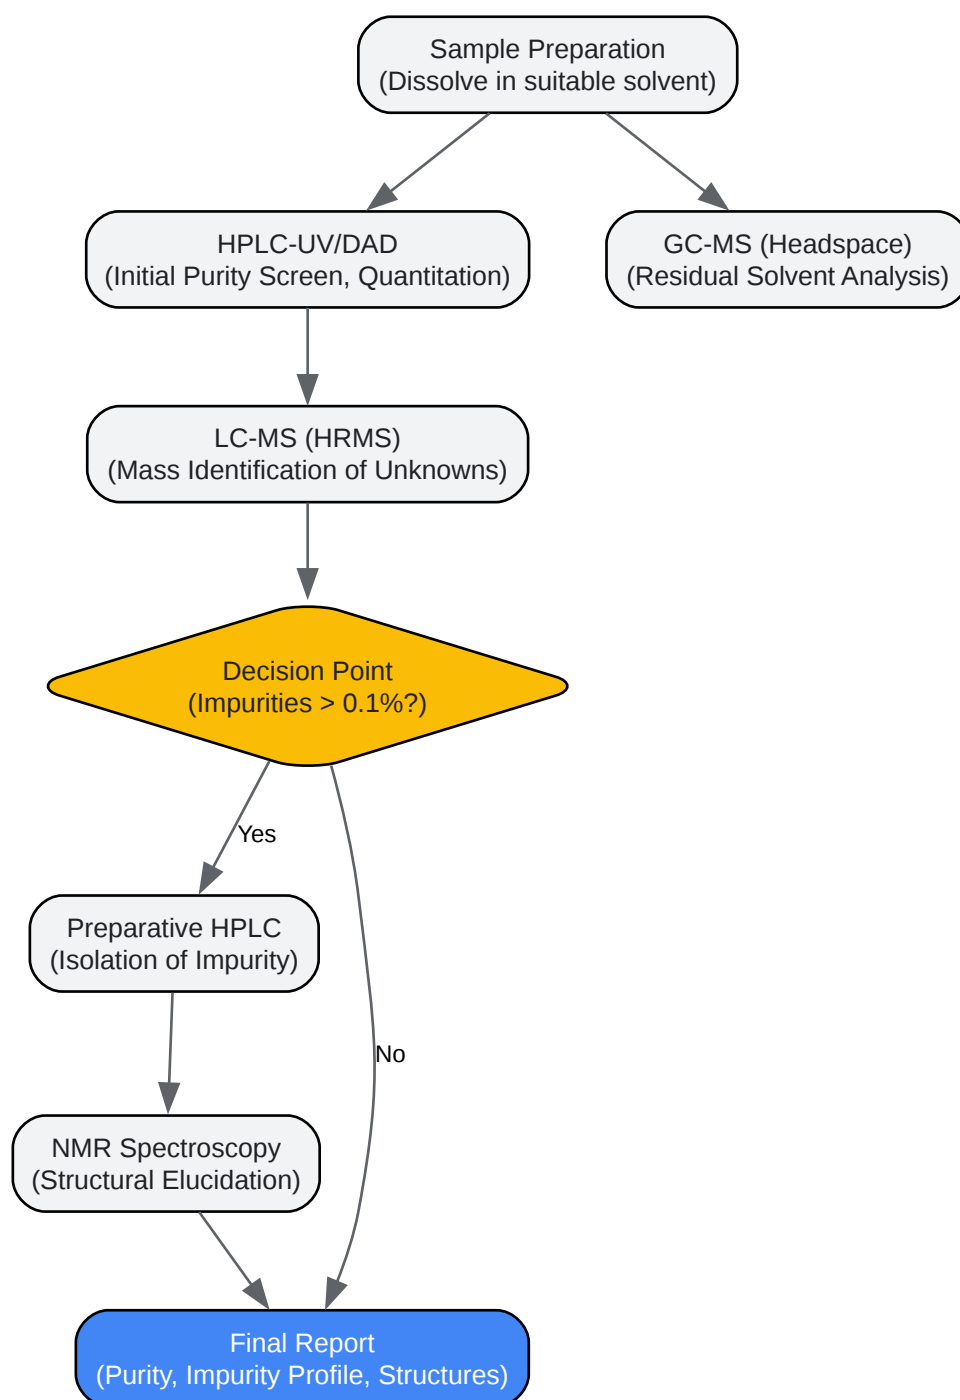 Sample Preparation
(Dissolve in suitable solvent)
HPLC-UV/DAD
(Initial Purity Screen, Quantitation)
GC-MS (Headspace)
(Residual Solvent Analysis)
LC-MS (HRMS)
(Mass Identification of Unknowns)
Decision Point
(Impurities > 0.1%?)
Yes
Preparative HPLC
(Isolation of Impurity)
No
NMR Spectroscopy
(Structural Elucidation)
Final Report
(Purity, Impurity Profile, Structures)